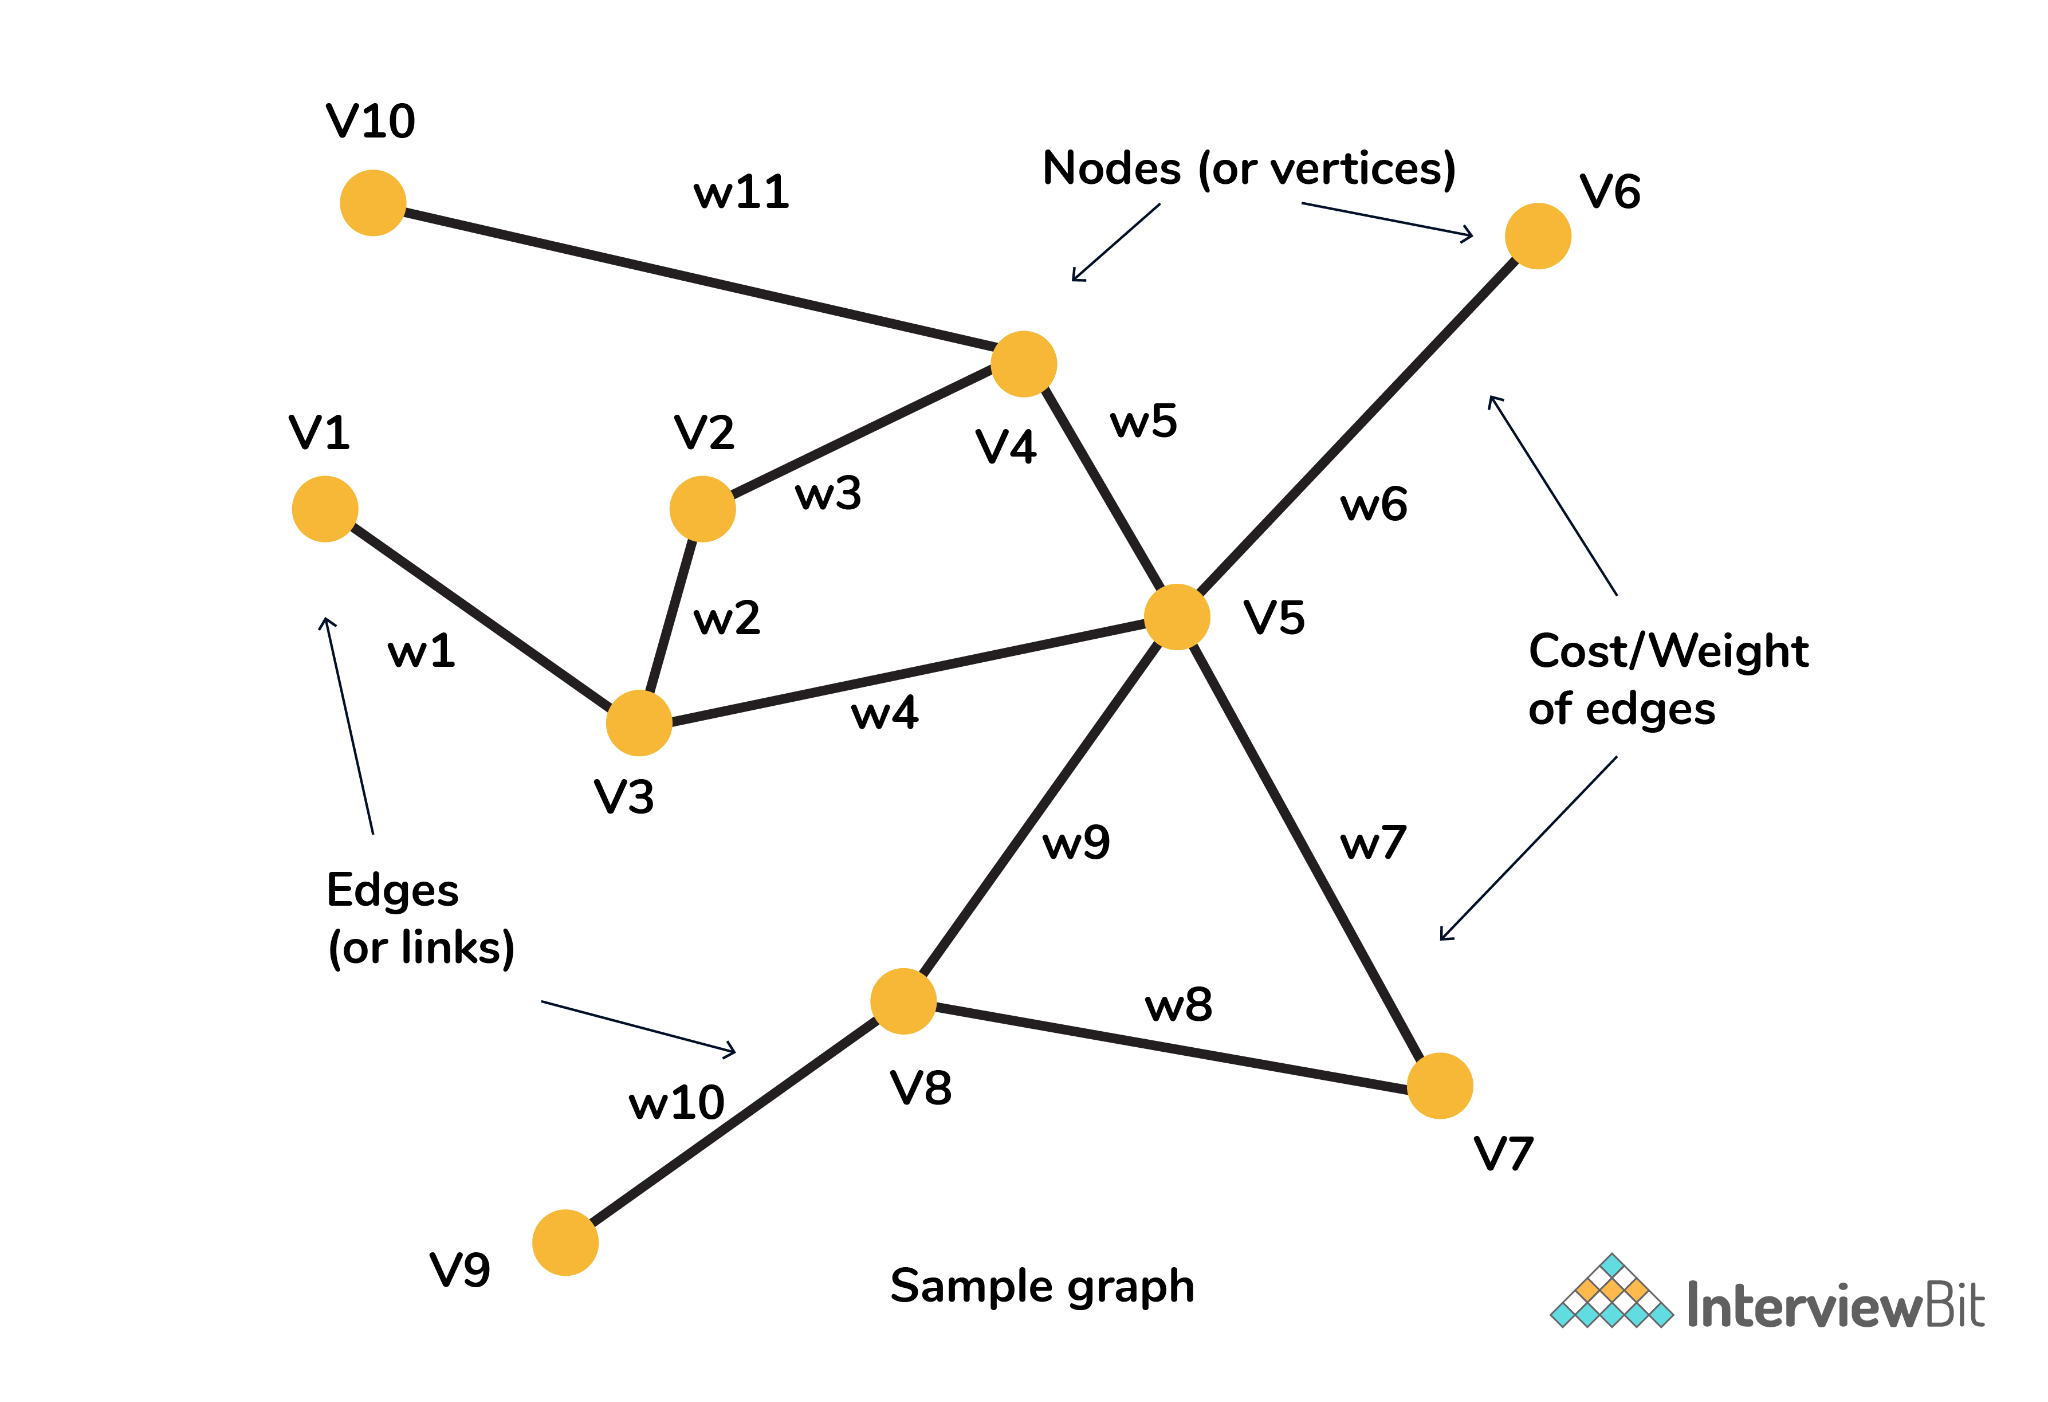 V10
w11
Nodes (or vertices)
V6
V1
V2
V4
w5
w3
w6
w2
V5
w1
Cost/Weight
of edges
w4
V3
w9
w7
Edges
(or links)
w8
V8
w10
V7
V9
Sample graph
InterviewBit